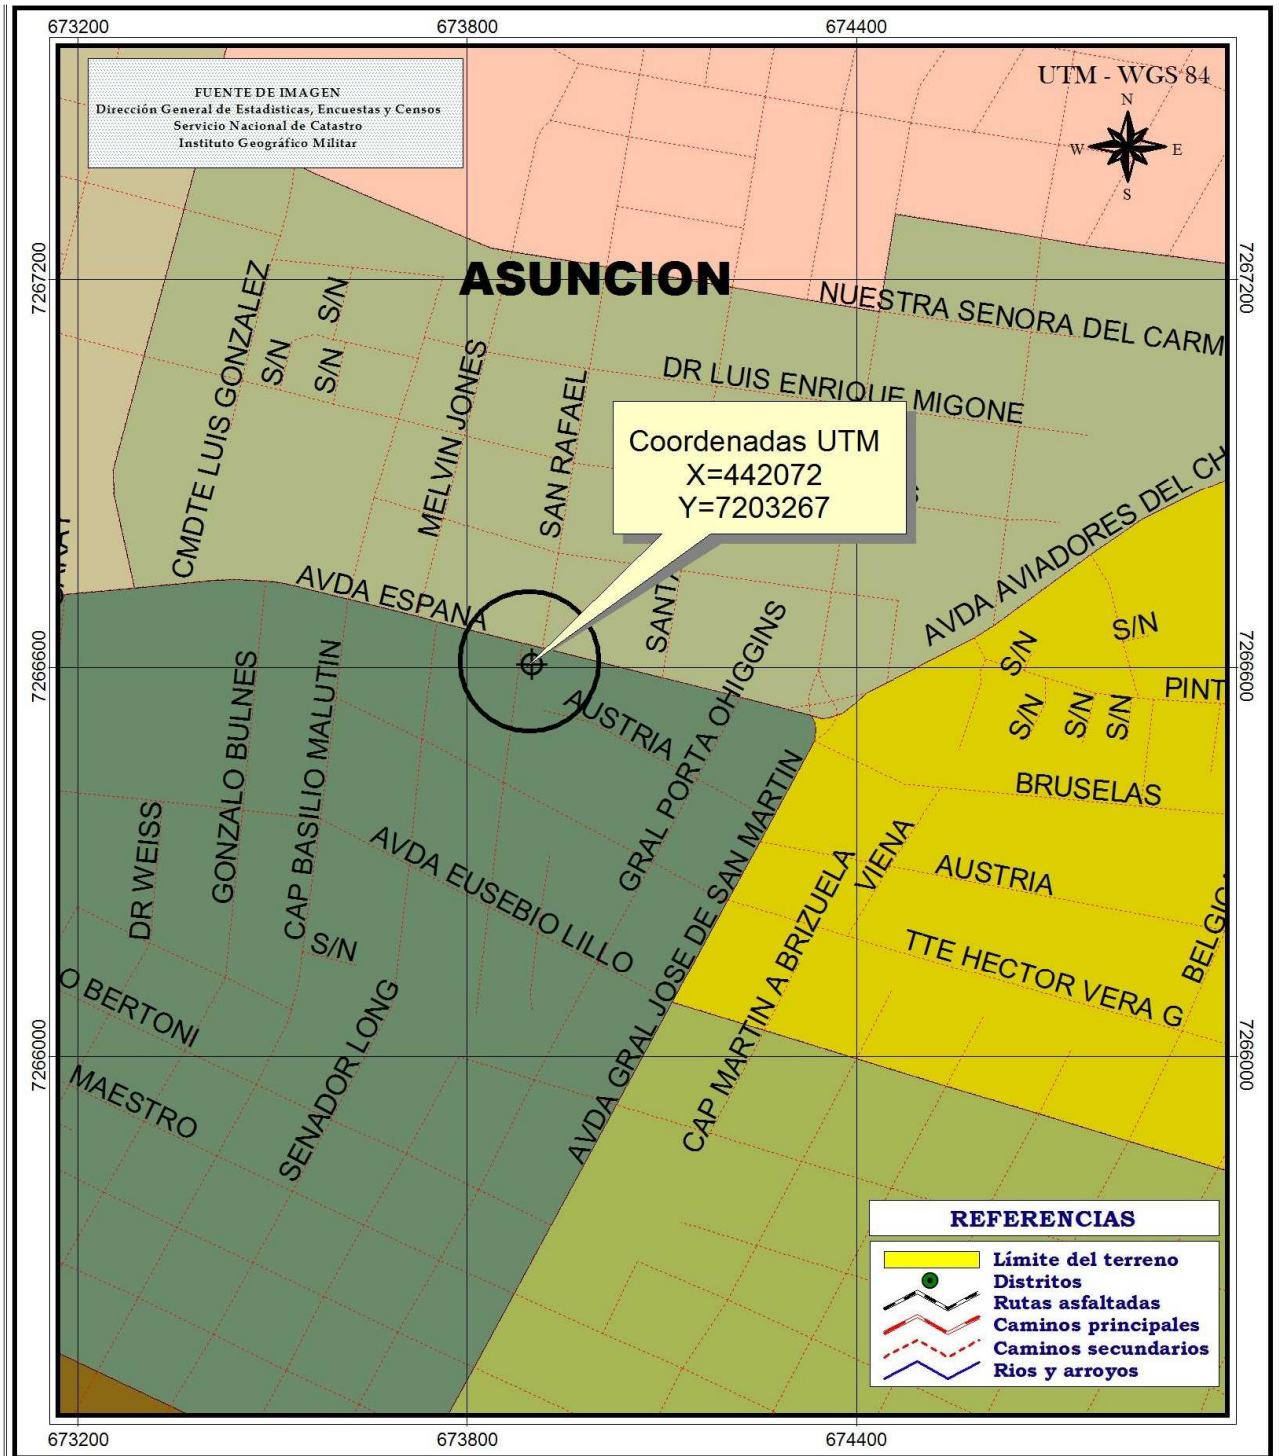 673200
673800
674400
FUENTE DE IMAGEN
Dirección General de Estadisticas, Encuestas y Censos
Servicio Nacional de Catastro
Instituto Geográfico Militar
UTM - WGS 84
N
W
E
S
7267200
ASUNCION
7267200
NUESTRA SENORA DEL CARM
CMDTE LUIS GONZALEZ
S/N
S/N
S/N
MELVIN JONES
SAN RAFAEL
DR LUIS ENRIQUE MIGONE
Coordenadas UTM
X=442072
Y=7203267
AVDA AVIADORES DEL CH
AVDA ESPANA
SANT
GRAL PORTA OHIGGINS
S/N
S/N
7266600
7266600
GONZALO BULNES
CAP BASILIO MALUTIN
AUSTRIA
PINT
S/N
S/N
S/N
BRUSELAS
DR WEISS
AVDA EUSEBIO LILLO
AVDA GRAL JOSE DE SAN MARTIN
CAP MARTIN A BRIZUELA
VIENA
AUSTRIA
BELGIC
S/N
TTE HECTOR VERA G
O BERTONI
SENADOR LONG
7266000
7266000
MAESTRO
REFERENCIAS
Límite del terreno
Distritos
Rutas asfaltadas
Caminos principales
Caminos secundarios
Rios y arroyos
673200
673800
674400